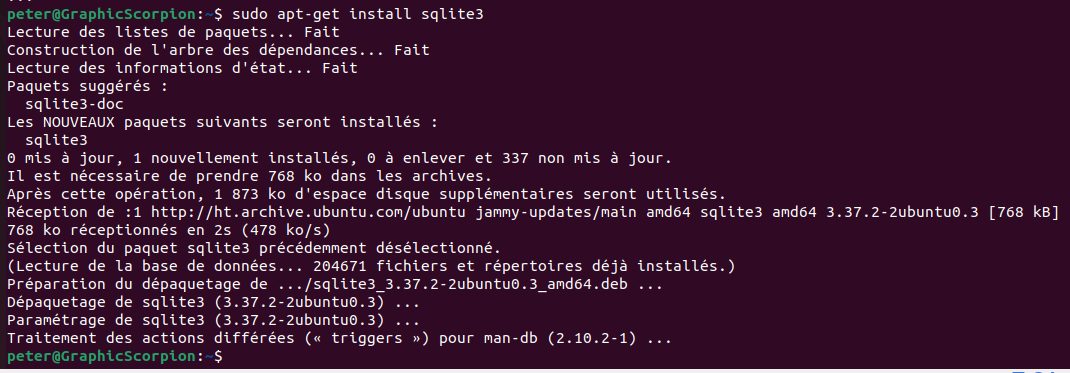 peter@GraphicScorpion:~$ sudo apt-get install sqlite3
Lecture des listes de paquets... Fait
Construction de l'arbre des dépendances... Fait
Lecture des informations d'état... Fait
Paquets suggérés :
  sqlite3-doc
Les NOUVEAUX paquets suivants seront installés :
  sqlite3
0 mis à jour, 1 nouvellement installés, 0 à enlever et 337 non mis à jour.
Il est nécessaire de prendre 768 ko dans les archives.
Après cette opération, 1 873 ko d'espace disque supplémentaires seront utilisés.
Réception de :1 http://ht.archive.ubuntu.com/ubuntu jammy-updates/main amd64 sqlite3 amd64 3.37.2-2ubuntu0.3 [768 kB]
768 ko réceptionnés en 2s (478 ko/s)
Sélection du paquet sqlite3 précédemment désélectionné.
(Lecture de la base de données... 204671 fichiers et répertoires déjà installés.)
Préparation du dépaquetage de .../sqlite3_3.37.2-2ubuntu0.3_amd64.deb ...
Dépaquetage de sqlite3 (3.37.2-2ubuntu0.3) ...
Paramétrage de sqlite3 (3.37.2-2ubuntu0.3) ...
Traitement des actions différées (« triggers ») pour man-db (2.10.2-1) ...
peter@GraphicScorpion:~$